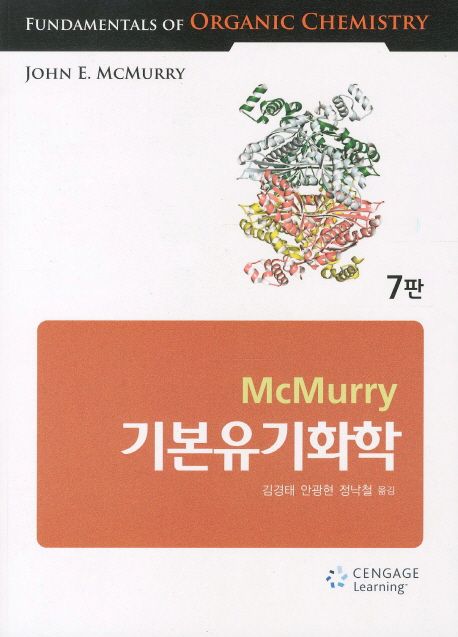 FUNDAMENTALS OF ORGANIC CHEMISTRY
JOHN E. MCMURRY
7판
McMurry
기본유기화학
김경태 안광현 정낙철 옮김
CENGAGE
Learning™